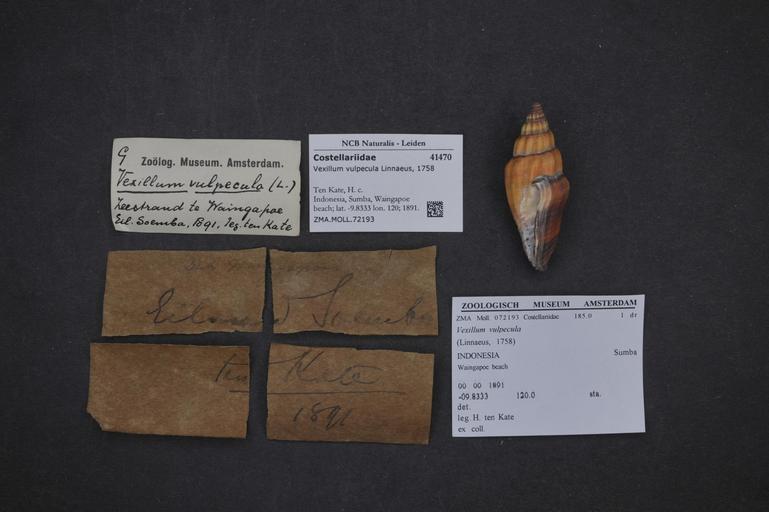 G Zoölog. Museum. Amsterdam.
Vexillum vulpecula (L.)
Zeestrand te Waingapoe
Eil. Soemba, 1891, leg. ten Kate
NCB Naturalis - Leiden
Costellariidae 41470
Vexillum vulpecula Linnaeus, 1758
Ten Kate, H. c.
Indonesia, Sumba, Waingapoe
beach; lat. -9.8333 lon. 120; 1891.
ZMA.MOLL.72193
Eiland Soemba
ten Kate
1891
ZOOLOGISCH MUSEUM AMSTERDAM
ZMA Moll. 072193 Costellariidae 185.0 1 dr
Vexillum vulpecula
(Linnaeus, 1758)
INDONESIA Sumba
Waingapoe beach
00 00 1891
-09.8333 120.0 sta.
det.
leg. H. ten Kate
ex coll.